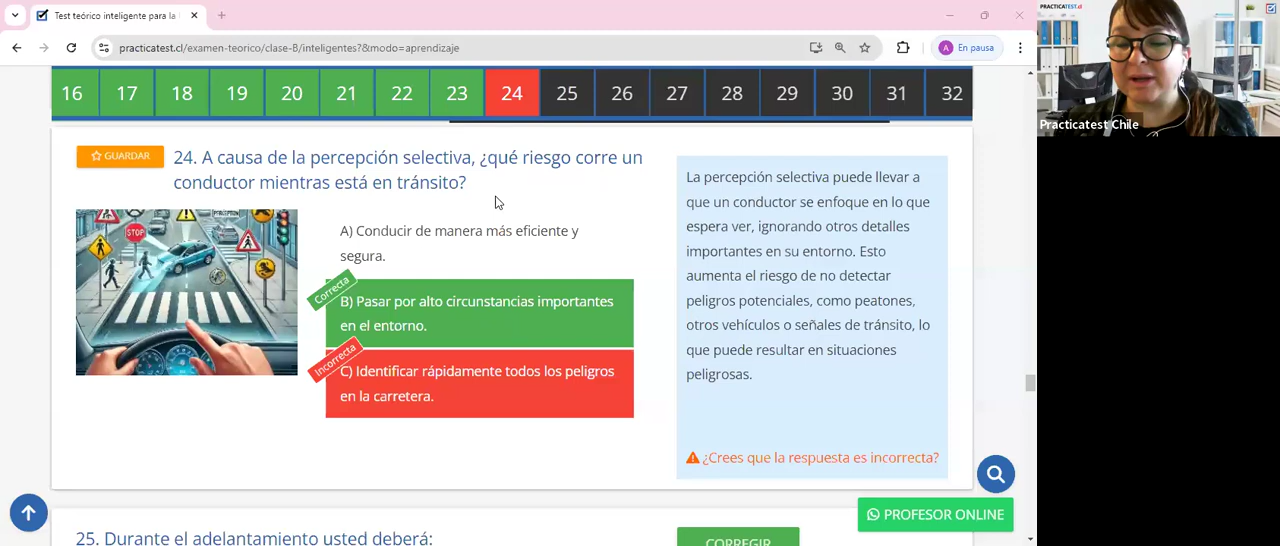 Test teórico inteligente para la
practicatest.cl/examen-teorico/clase-B/inteligentes?&modo=aprendizaje
A
En pausa
16 17 18 19 20 21 22 23 24 25 26 27 28 29 30 31 32
GUARDAR
24. A causa de la percepción selectiva, ¿qué riesgo corre un
conductor mientras está en tránsito?
STOP
A) Conducir de manera más eficiente y
segura.
Correcta
B) Pasar por alto circunstancias importantes
en el entorno.
Incorrecta
C) Identificar rápidamente todos los peligros
en la carretera.
La percepción selectiva puede llevar a
que un conductor se enfoque en lo que
espera ver, ignorando otros detalles
importantes en su entorno. Esto
aumenta el riesgo de no detectar
peligros potenciales, como peatones,
otros vehículos o señales de tránsito, lo
que puede resultar en situaciones
peligrosas.
¿Crees que la respuesta es incorrecta?
PROFESOR ONLINE
25. Durante el adelantamiento usted deberá:
CORREGIR
PRACTICATEST.cl
Practicatest Chile